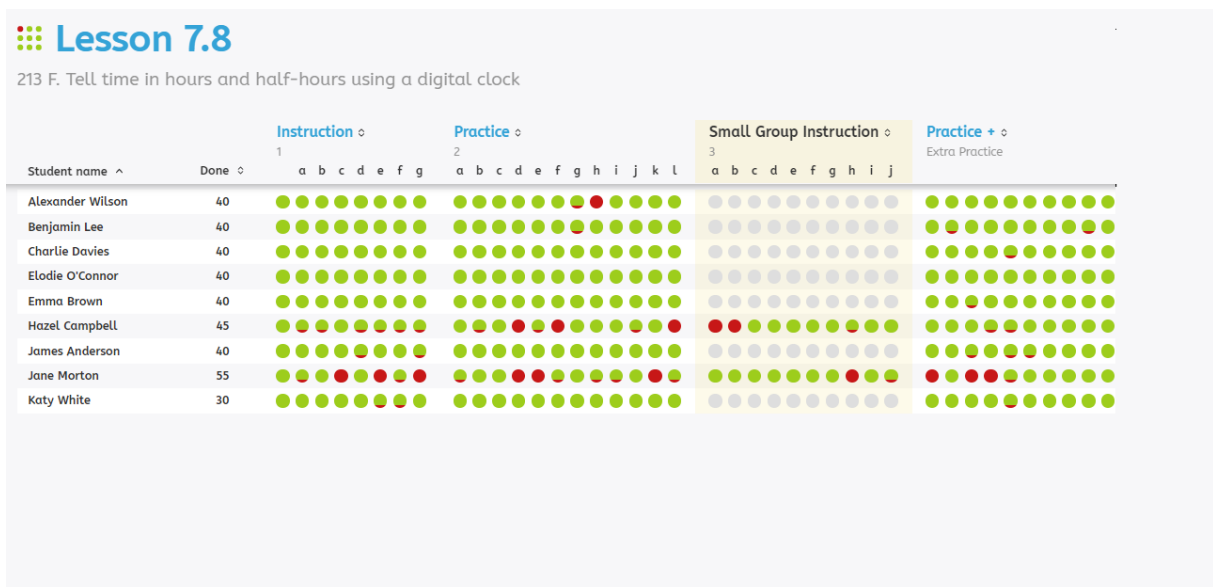 Lesson 7.8
213 F. Tell time in hours and half-hours using a digital clock
Instruction Practice Small Group Instruction Practice +
1 2 3 Extra Practice
Student name Done a b c d e f g a b c d e f g h i j k l a b c d e f g h i j
Alexander Wilson 40
Benjamin Lee 40
Charlie Davies 40
Elodie O'Connor 40
Emma Brown 40
Hazel Campbell 45
James Anderson 40
Jane Morton 55
Katy White 30